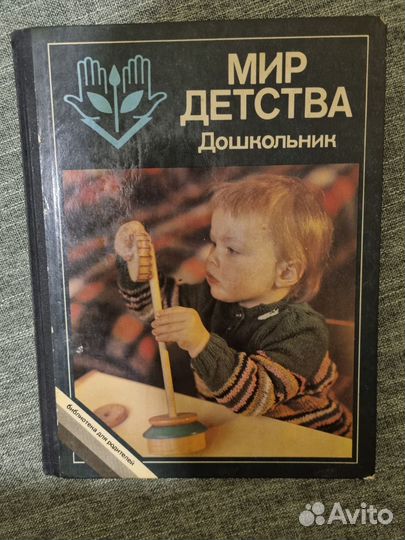 МИР
ДЕТСТВА
Дошкольник
библиотека для родителей
Avito